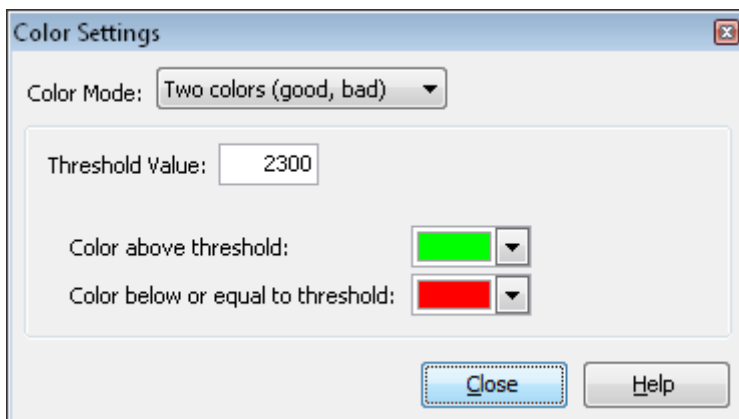 Color Settings
Color Mode: Two colors (good, bad)
Threshold Value: 2300
Color above threshold:
Color below or equal to threshold:
Close Help